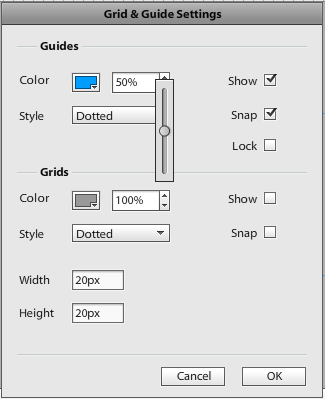 Grid & Guide Settings
Guides
Color 50% Show
Style Dotted Snap
Lock
Grids
Color 100% Show
Style Dotted Snap
Width 20px
Height 20px
Cancel OK